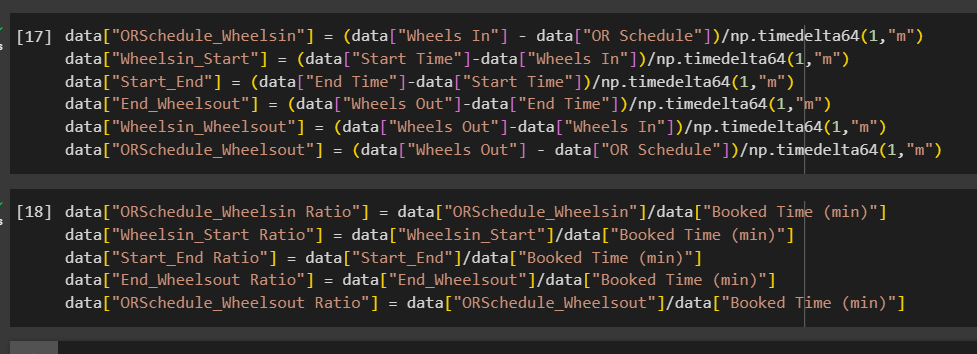 [17] data["ORSchedule_Wheelsin"] = (data["Wheels In"] - data["OR Schedule"])/np.timedelta64(1,"m")
data["Wheelsin_Start"] = (data["Start Time"]-data["Wheels In"])/np.timedelta64(1,"m")
data["Start_End"] = (data["End Time"]-data["Start Time"])/np.timedelta64(1,"m")
data["End_Wheelsout"] = (data["Wheels Out"]-data["End Time"])/np.timedelta64(1,"m")
data["Wheelsin_Wheelsout"] = (data["Wheels Out"]-data["Wheels In"])/np.timedelta64(1,"m")
data["ORSchedule_Wheelsout"] = (data["Wheels Out"] - data["OR Schedule"])/np.timedelta64(1,"m")
[18] data["ORSchedule_Wheelsin Ratio"] = data["ORSchedule_Wheelsin"]/data["Booked Time (min)"]
data["Wheelsin_Start Ratio"] = data["Wheelsin_Start"]/data["Booked Time (min)"]
data["Start_End Ratio"] = data["Start_End"]/data["Booked Time (min)"]
data["End_Wheelsout Ratio"] = data["End_Wheelsout"]/data["Booked Time (min)"]
data["ORSchedule_Wheelsout Ratio"] = data["ORSchedule_Wheelsout"]/data["Booked Time (min)"]